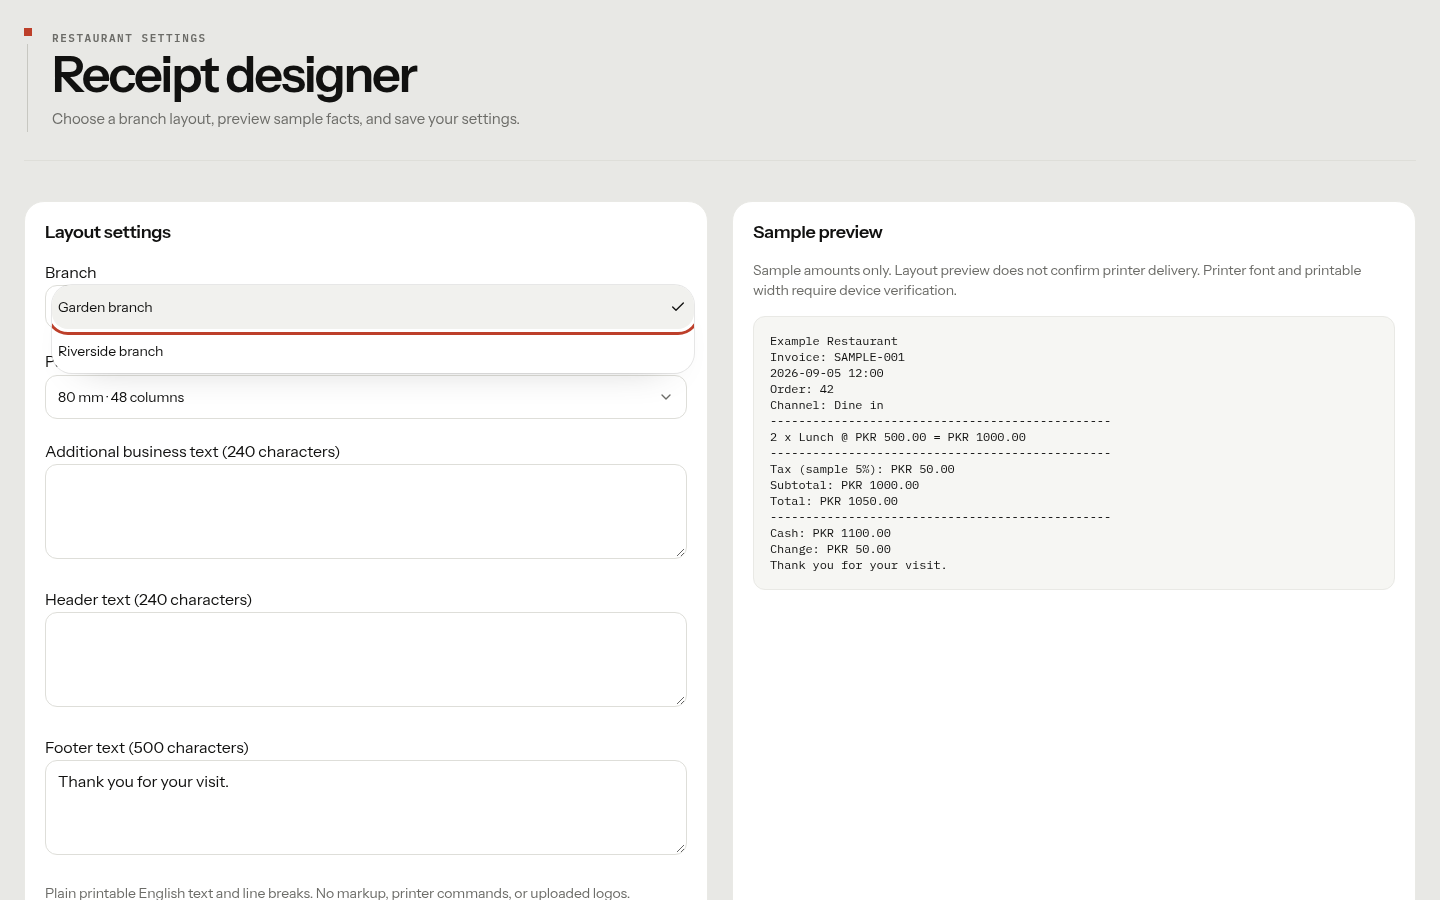 RESTAURANT SETTINGS
Receipt designer
Choose a branch layout, preview sample facts, and save your settings.
Layout settings
Branch
Garden branch
Riverside branch
80 mm · 48 columns
Additional business text (240 characters)
Header text (240 characters)
Footer text (500 characters)
Thank you for your visit.
Plain printable English text and line breaks. No markup, printer commands, or uploaded logos.
Sample preview
Sample amounts only. Layout preview does not confirm printer delivery. Printer font and printable
width require device verification.
Example Restaurant
Invoice: SAMPLE-001
2026-09-05 12:00
Order: 42
Channel: Dine in
------------------------------------------------
2 x Lunch @ PKR 500.00 = PKR 1000.00
------------------------------------------------
Tax (sample 5%): PKR 50.00
Subtotal: PKR 1000.00
Total: PKR 1050.00
------------------------------------------------
Cash: PKR 1100.00
Change: PKR 50.00
Thank you for your visit.